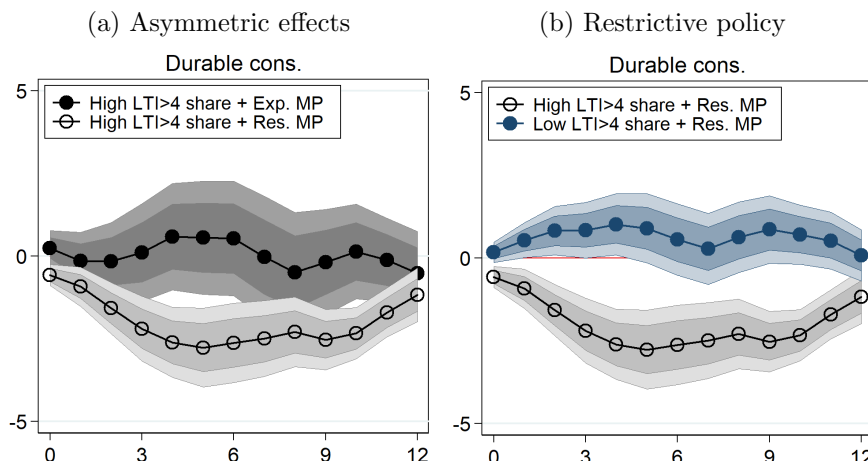 (a) Asymmetric effects
Durable cons.
5
High LTI>4 share + Exp. MP
High LTI>4 share + Res. MP
0
-5
0 3 6 9 12
(b) Restrictive policy
Durable cons.
5
High LTI>4 share + Res. MP
Low LTI>4 share + Res. MP
0
-5
0 3 6 9 12